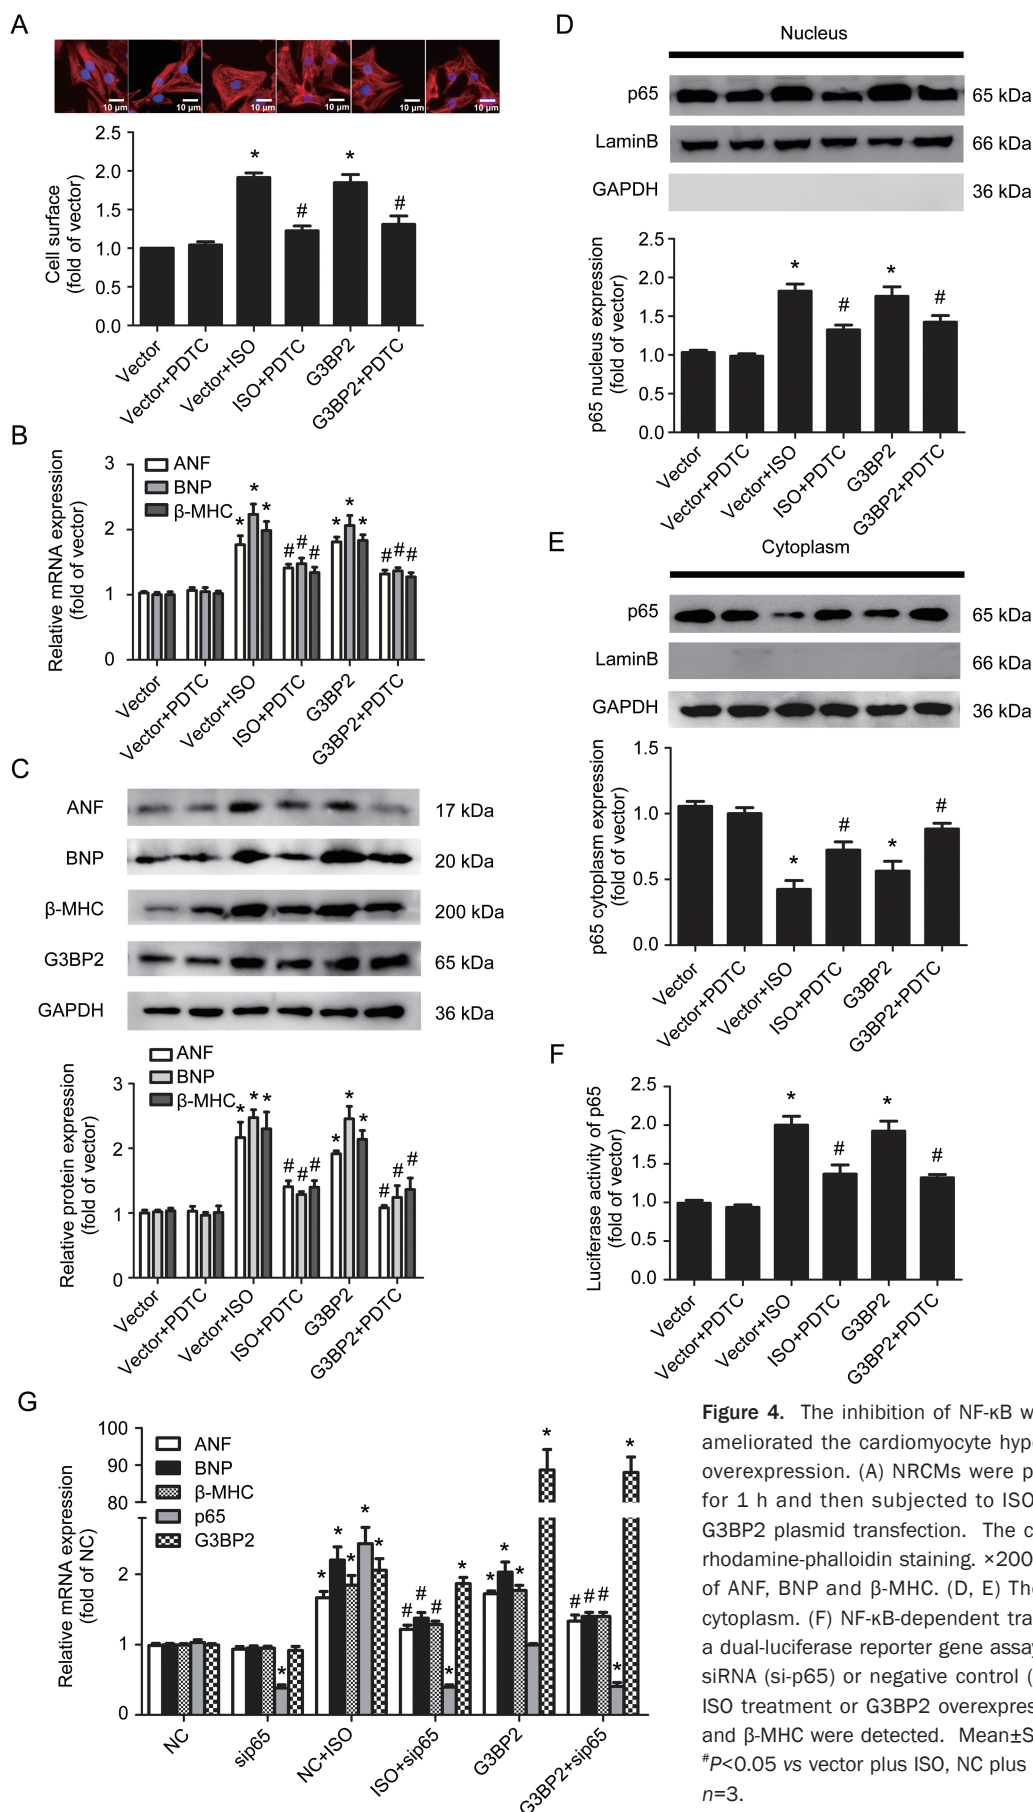 A
10 µm 10 µm 10 µm 10 µm 10 µm 10 µm
Cell surface
(fold of vector)
2.5
2.0
1.5
1.0
0.5
0.0
* # * #
Vector
Vector+PDTC
Vector+ISO
ISO+PDTC
G3BP2
G3BP2+PDTC
B
Relative mRNA expression
(fold of vector)
3
2
1
0
ANF
BNP
β-MHC
* * * # # # * * * # # #
Vector
Vector+PDTC
Vector+ISO
ISO+PDTC
G3BP2
G3BP2+PDTC
C
ANF 17 kDa
BNP 20 kDa
β-MHC 200 kDa
G3BP2 65 kDa
GAPDH 36 kDa
Relative protein expression
(fold of vector)
3
2
1
0
ANF
BNP
β-MHC
* * * # # # * * * # # #
Vector
Vector+PDTC
Vector+ISO
ISO+PDTC
G3BP2
G3BP2+PDTC
D
Nucleus
p65 65 kDa
LaminB 66 kDa
GAPDH 36 kDa
p65 nucleus expression
(fold of vector)
2.5
2.0
1.5
1.0
0.5
0.0
* # * #
Vector
Vector+PDTC
Vector+ISO
ISO+PDTC
G3BP2
G3BP2+PDTC
E
Cytoplasm
p65 65 kDa
LaminB 66 kDa
GAPDH 36 kDa
p65 cytoplasm expression
(fold of vector)
1.5
1.0
0.5
0.0
* # * #
Vector
Vector+PDTC
Vector+ISO
ISO+PDTC
G3BP2
G3BP2+PDTC
F
Luciferase activity of p65
(fold of vector)
2.5
2.0
1.5
1.0
0.5
0.0
* # * #
Vector
Vector+PDTC
Vector+ISO
ISO+PDTC
G3BP2
G3BP2+PDTC
G
Relative mRNA expression
(fold of NC)
100
90
80
2
1
0
ANF
BNP
β-MHC
p65
G3BP2
* * * * * * # # # * * * * * * # # # * *
NC
sip65
NC+ISO
ISO+sip65
G3BP2
G3BP2+sip65
Figure 4. The inhibition of NF-κB w
ameliorated the cardiomyocyte hype
overexpression. (A) NRCMs were p
for 1 h and then subjected to ISO
G3BP2 plasmid transfection. The c
rhodamine-phalloidin staining. ×200
of ANF, BNP and β-MHC. (D, E) The
cytoplasm. (F) NF-κB-dependent tra
a dual-luciferase reporter gene assay
siRNA (si-p65) or negative control (
ISO treatment or G3BP2 overexpres
and β-MHC were detected. Mean±S
#P<0.05 vs vector plus ISO, NC plus
n=3.